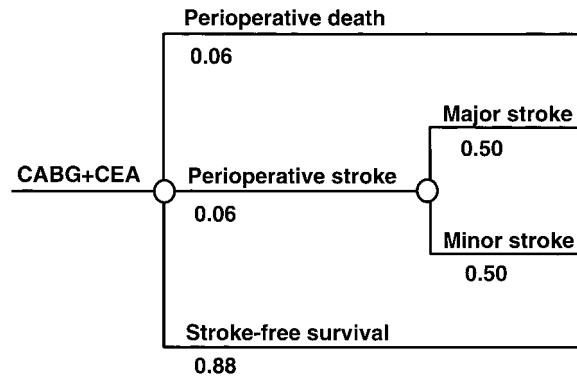 Perioperative death
0.06
Major stroke
0.50
CABG+CEA
Perioperative stroke
0.06
Minor stroke
0.50
Stroke-free survival
0.88